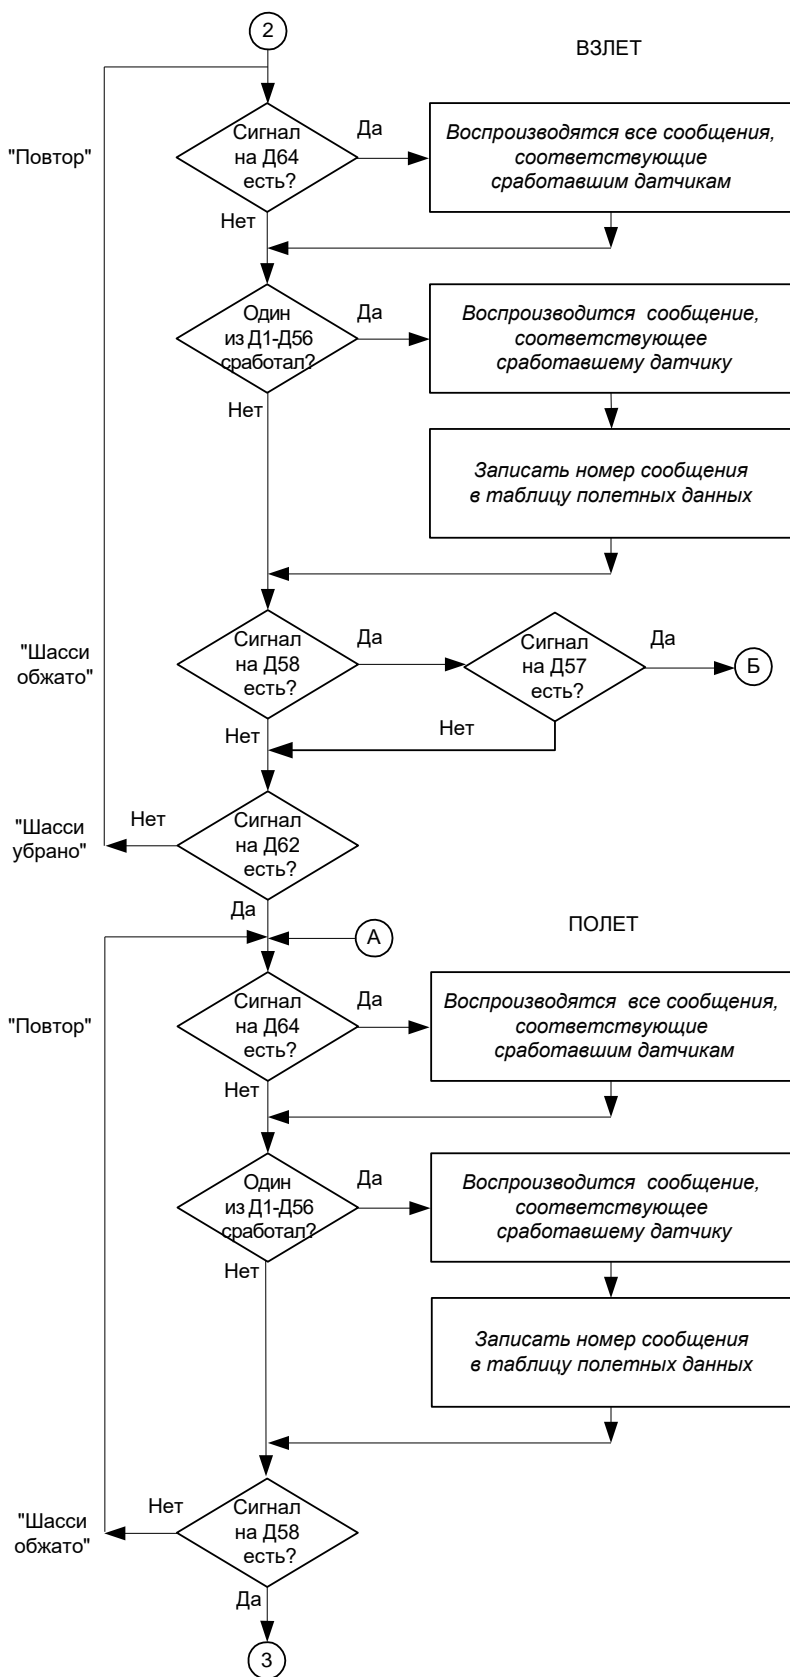 2
ВЗЛЕТ
"Повтор"
Сигнал
на Д64
есть?
Да
Воспроизводятся все сообщения,
соответствующие
сработавшим датчикам
Нет
Один
из Д1-Д56
сработал?
Да
Воспроизводится сообщение,
соответствующее
сработавшему датчику
Нет
Записать номер сообщения
в таблицу полетных данных
"Шасси
обжато"
Сигнал
на Д58
есть?
Да
Сигнал
на Д57
есть?
Да
Б
Нет
Нет
"Шасси
убрано"
Нет
Сигнал
на Д62
есть?
Да
А
ПОЛЕТ
"Повтор"
Сигнал
на Д64
есть?
Да
Воспроизводятся все сообщения,
соответствующие
сработавшим датчикам
Нет
Один
из Д1-Д56
сработал?
Да
Воспроизводится сообщение,
соответствующее
сработавшему датчику
Нет
Записать номер сообщения
в таблицу полетных данных
"Шасси
обжато"
Нет
Сигнал
на Д58
есть?
Да
3